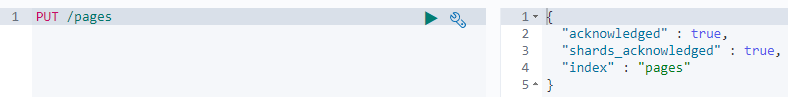 1 PUT /pages
1 {
2 "acknowledged" : true,
3 "shards_acknowledged" : true,
4 "index" : "pages"
5 }